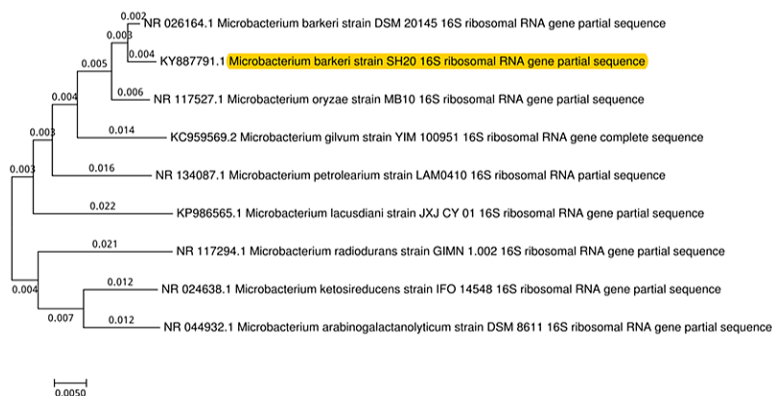 0.002
NR 026164.1 Microbacterium barkeri strain DSM 20145 16S ribosomal RNA gene partial sequence
0.003
0.004
KY887791.1 Microbacterium barkeri strain SH20 16S ribosomal RNA gene partial sequence
0.005
0.006
NR 117527.1 Microbacterium oryzae strain MB10 16S ribosomal RNA gene partial sequence
0.004
0.014
KC959569.2 Microbacterium gilvum strain YIM 100951 16S ribosomal RNA gene complete sequence
0.003
0.016
NR 134087.1 Microbacterium petrolearium strain LAM0410 16S ribosomal RNA gene partial sequence
0.003
0.022
KP986565.1 Microbacterium lacusdiani strain JXJ CY 01 16S ribosomal RNA gene partial sequence
0.021
NR 117294.1 Microbacterium radiodurans strain GIMN 1.002 16S ribosomal RNA gene partial sequence
0.004
0.012
NR 024638.1 Microbacterium ketosireducens strain IFO 14548 16S ribosomal RNA gene partial sequence
0.007
0.012
NR 044932.1 Microbacterium arabinogalactanolyticum strain DSM 8611 16S ribosomal RNA gene partial sequence
0.0050